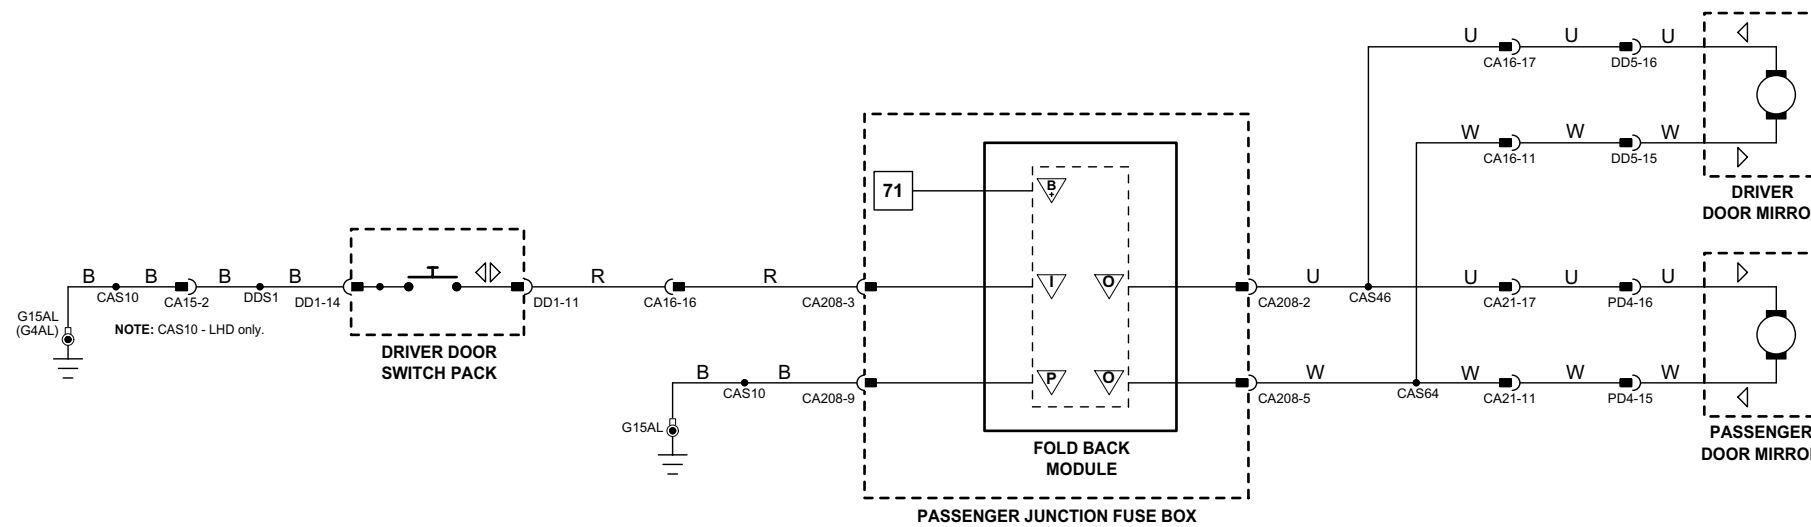 U U U
CA16-17 DD5-16
W W W
CA16-11 DD5-15
DRIVER
DOOR MIRRO
71
B
+
B B B B
CAS10 CA15-2 DDS1 DD1-14
R R
DD1-11 CA16-16 CA208-3
I O
U
CA208-2 CAS46
U U U
CA21-17 PD4-16
G15AL
(G4AL)
NOTE: CAS10 - LHD only.
DRIVER DOOR
SWITCH PACK
B B
CAS10 CA208-9
P O
W
CA208-5 CAS64
W W W
CA21-11 PD4-15
G15AL
FOLD BACK
MODULE
PASSENGER
DOOR MIRRO
PASSENGER JUNCTION FUSE BOX